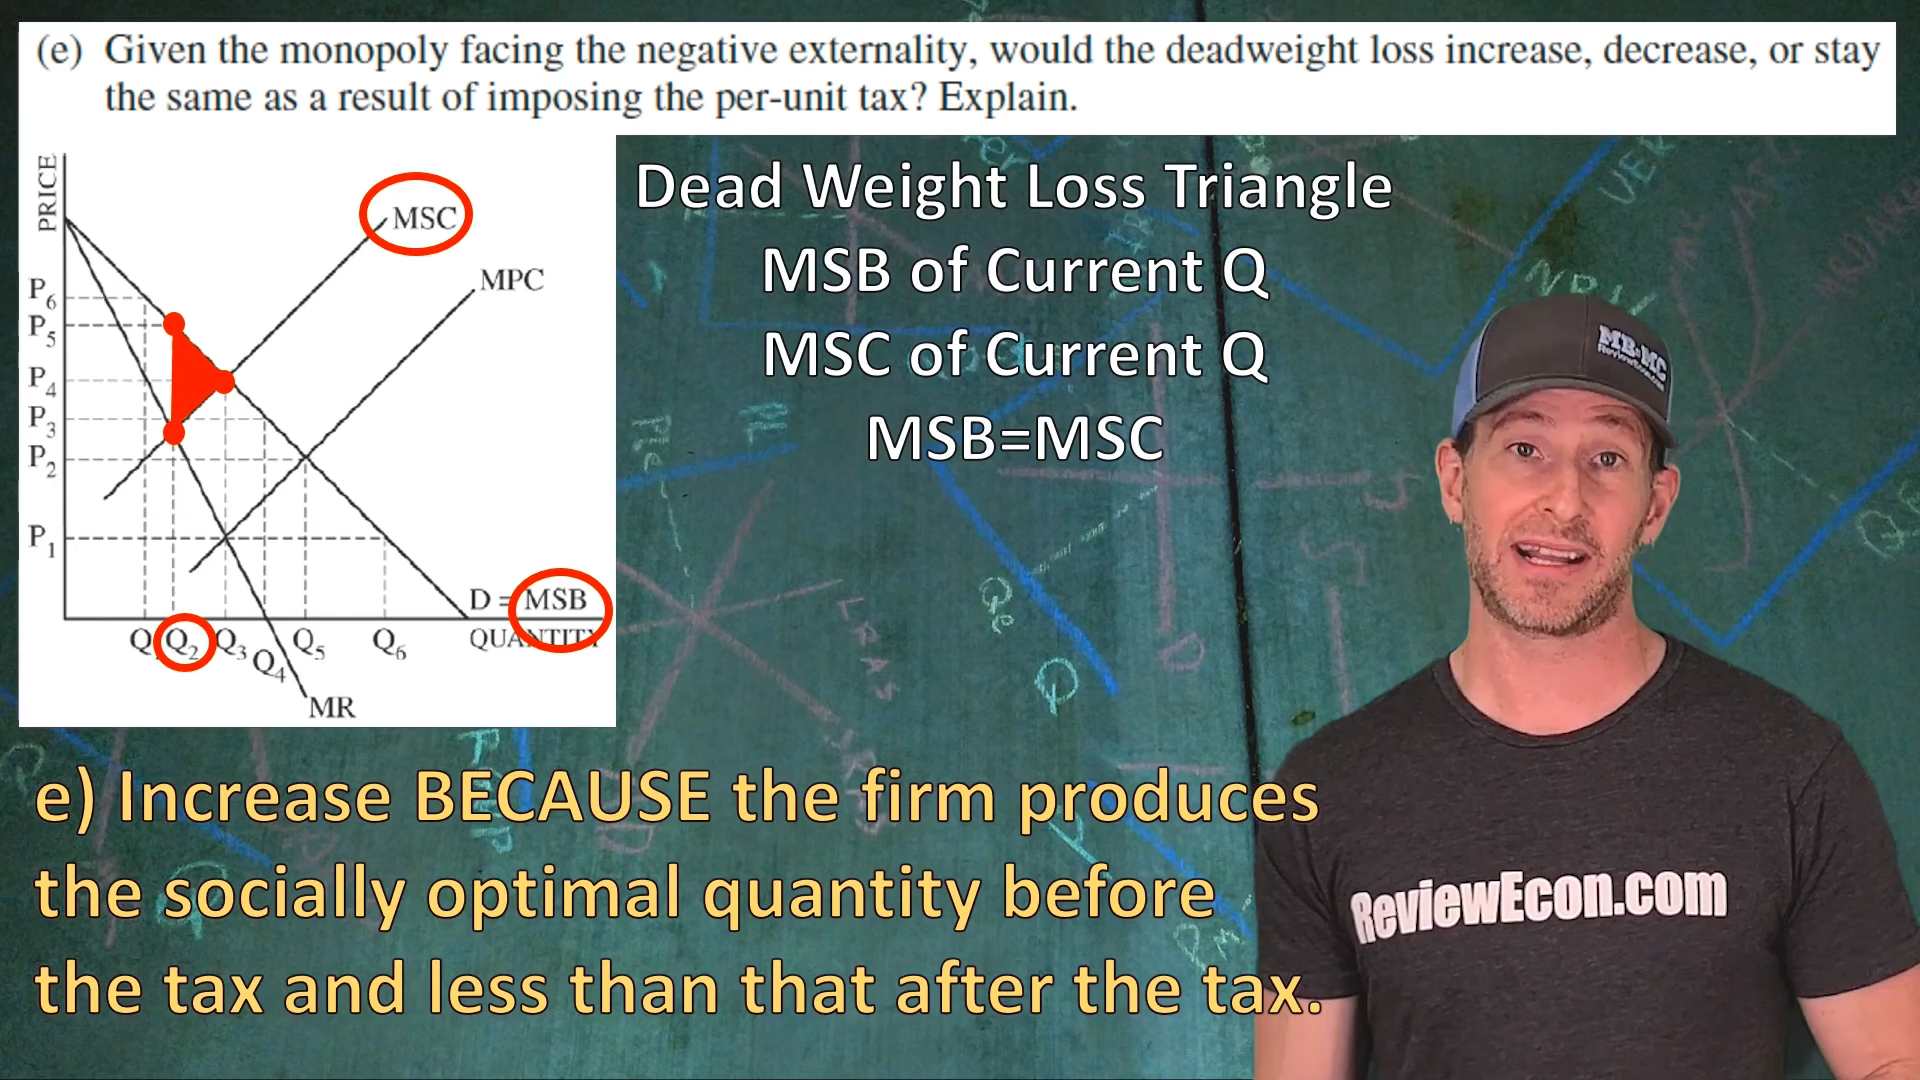 (e) Given the monopoly facing the negative externality, would the deadweight loss increase, decrease, or stay
the same as a result of imposing the per-unit tax? Explain.
PRICE
MSC
MPC
P6
P5
P4
P3
P2
P1
D = MSB
Q Q2 Q3 Q4 Q5 Q6 QUANTITY
MR
Dead Weight Loss Triangle
MSB of Current Q
MSC of Current Q
MSB=MSC
MB=MC
ReviewEcon.com
ReviewEcon.com
e) Increase BECAUSE the firm produces
the socially optimal quantity before
the tax and less than that after the tax.